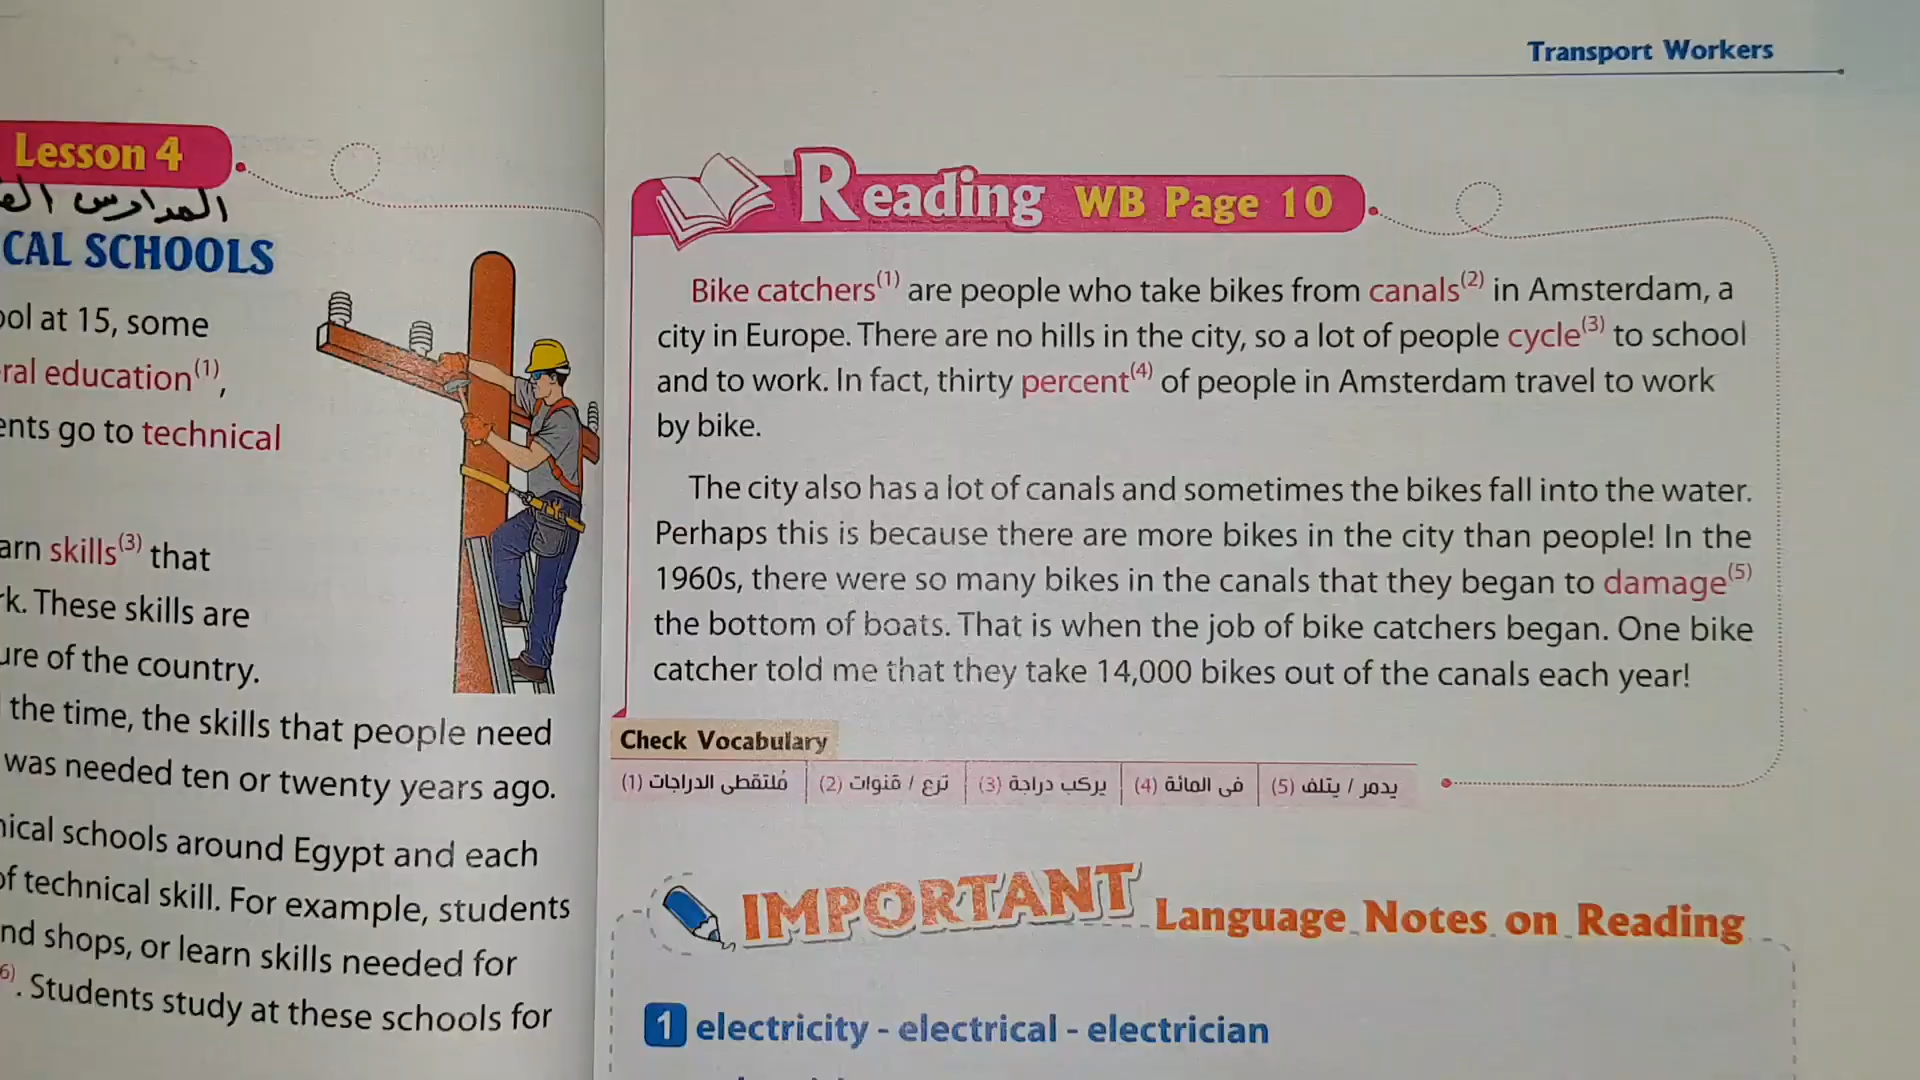 Lesson 4
المدارس
CAL SCHOOLS
ool at 15, some
ral education(1),
ents go to technical
arn skills(3) that
rk. These skills are
ure of the country.
the time, the skills that people need
was needed ten or twenty years ago.
nical schools around Egypt and each
of technical skill. For example, students
nd shops, or learn skills needed for
6). Students study at these schools for
Transport Workers
Reading WB Page 10
Bike catchers(1) are people who take bikes from canals(2) in Amsterdam, a
city in Europe. There are no hills in the city, so a lot of people cycle(3) to school
and to work. In fact, thirty percent(4) of people in Amsterdam travel to work
by bike.
The city also has a lot of canals and sometimes the bikes fall into the water.
Perhaps this is because there are more bikes in the city than people! In the
1960s, there were so many bikes in the canals that they began to damage(5)
the bottom of boats. That is when the job of bike catchers began. One bike
catcher told me that they take 14,000 bikes out of the canals each year!
Check Vocabulary
(1) مُلتقطى الدراجات (2) ترع / قنوات (3) يركب دراجة (4) فى المائة (5) يدمر / يتلف
IMPORTANT Language Notes on Reading
1 electricity - electrical - electrician